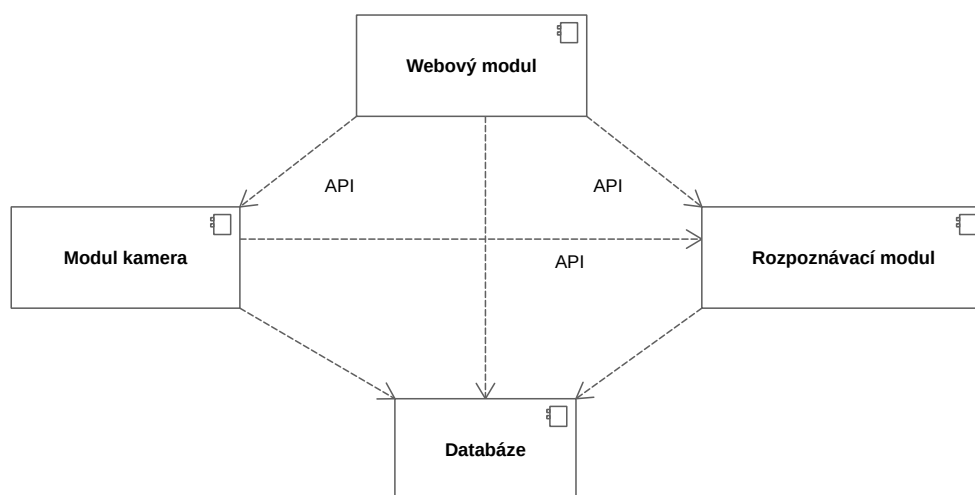 Webový modul
API
API
Modul kamera
Rozpoznávací modul
API
Databáze